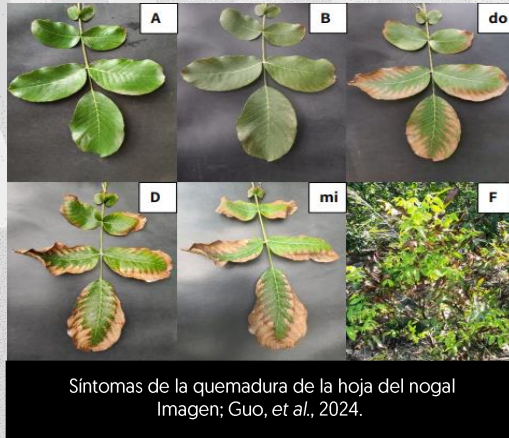 A
B
do
D
mi
F
Síntomas de la quemadura de la hoja del nogal
Imagen; Guo, et al., 2024.